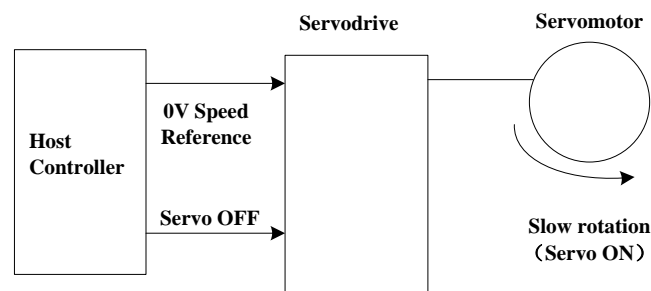 Servodrive
Servomotor
0V Speed
Reference
Host
Controller
Servo OFF
Slow rotation
（Servo ON）